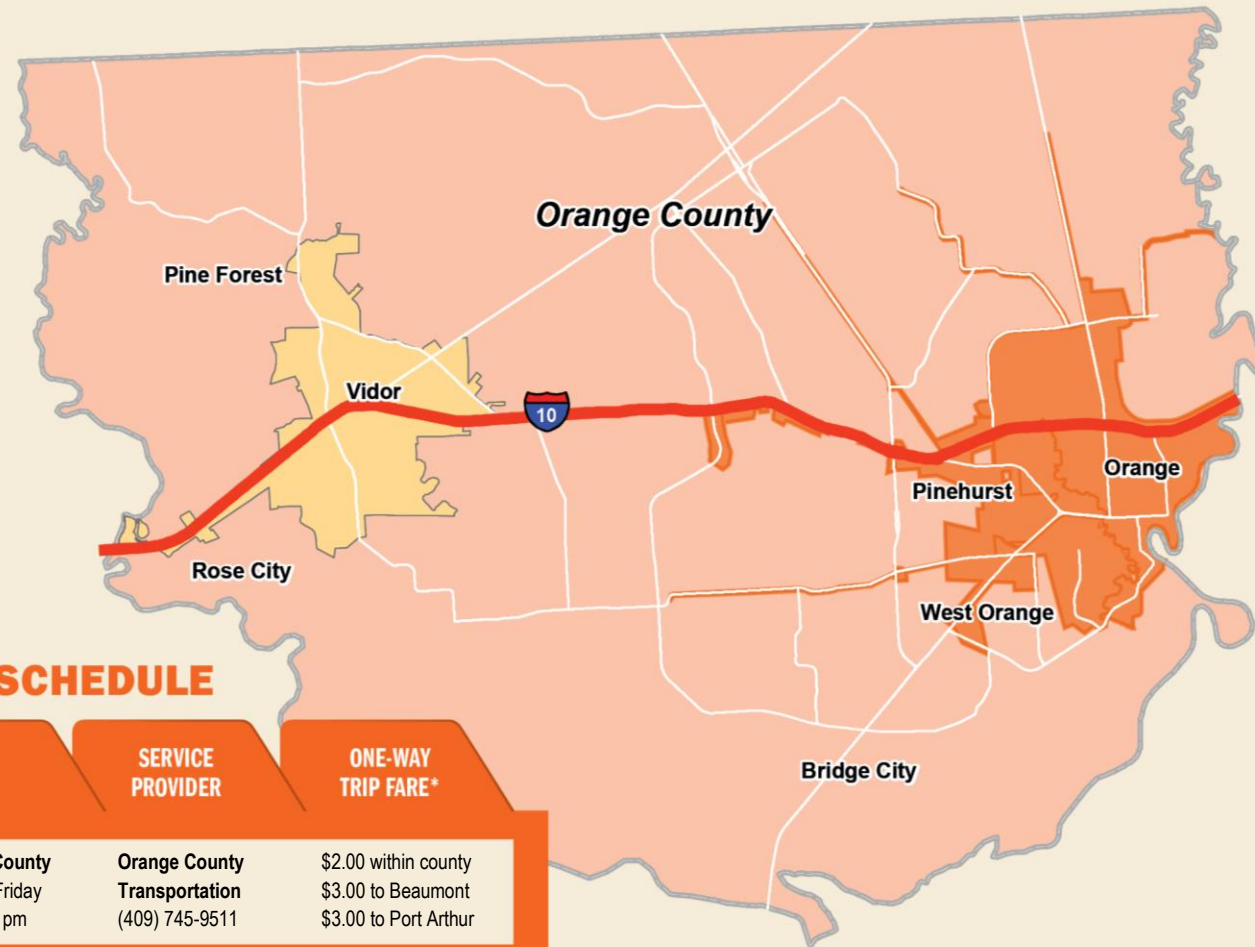 Orange County
Pine Forest
Vidor
10
Orange
Pinehurst
Rose City
West Orange
SCHEDULE
SERVICE
PROVIDER
ONE-WAY
TRIP FARE*
Bridge City
County
Friday
pm
Orange County
Transportation
(409) 745-9511
$2.00 within county
$3.00 to Beaumont
$3.00 to Port Arthur